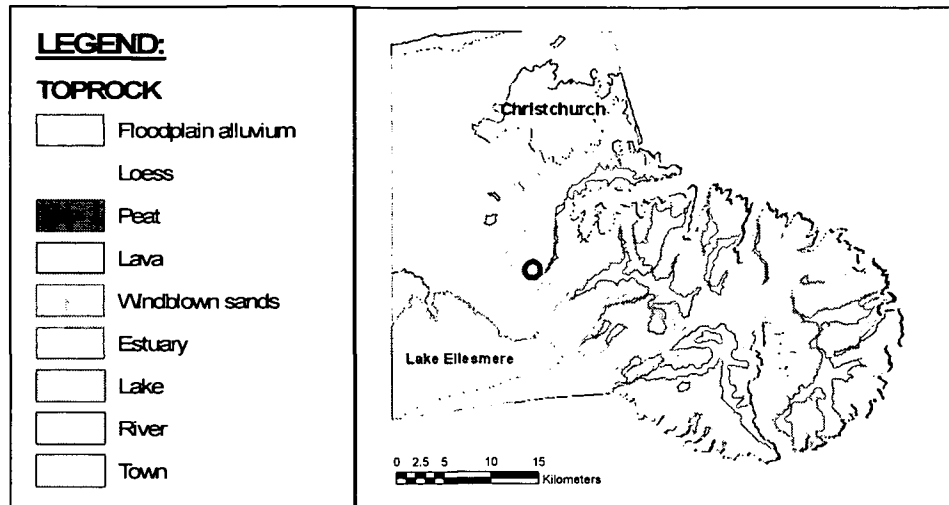 LEGEND:
TOPROCK
Floodplain alluvium
Loess
Peat
Lava
Windblown sands
Estuary
Lake
River
Town
Christchurch
Lake Ellesmere
0 2.5 5 10 15
Kilometers